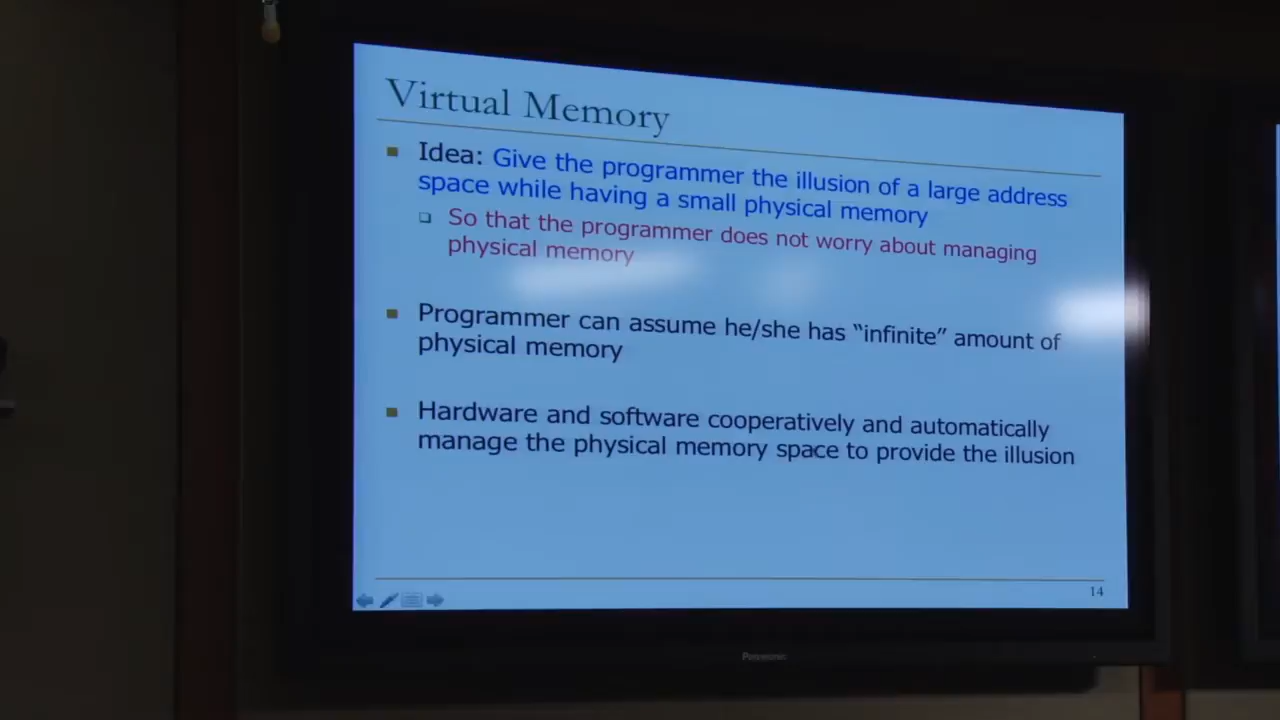 Virtual Memory
Idea: Give the programmer the illusion of a large address
space while having a small physical memory
So that the programmer does not worry about managing
physical memory
Programmer can assume he/she has “infinite” amount of
physical memory
Hardware and software cooperatively and automatically
manage the physical memory space to provide the illusion
14
Panasonic